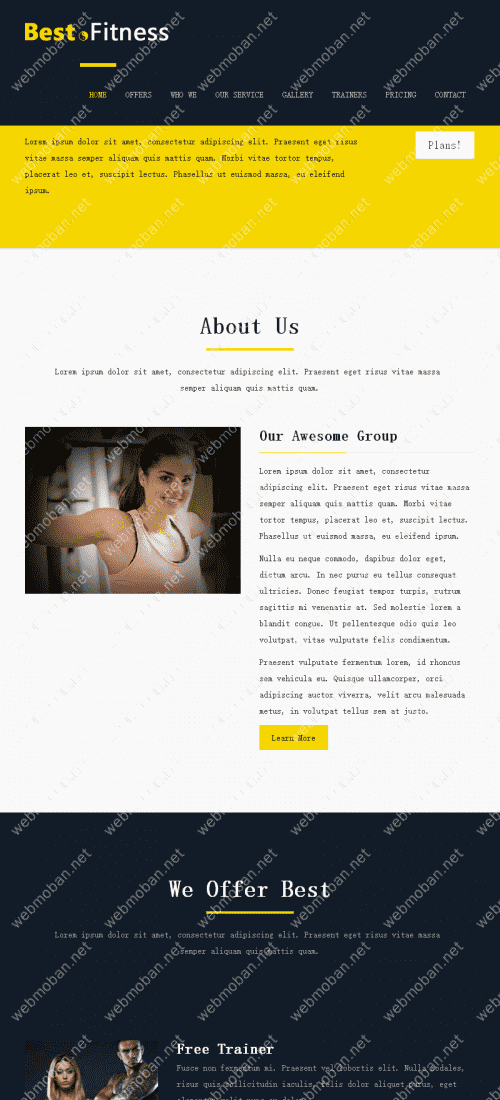 Best Fitness
HOME OFFERS WHO WE OUR SERVICE GALLERY TRAINERS PRICING CONTACT
Lorem ipsum dolor sit amet, consectetur adipiscing elit. Praesent eget risus
vitae massa semper aliquam quis mattis quam. Morbi vitae tortor tempus,
placerat leo et, suscipit lectus. Phasellus ut euismod massa, eu eleifend
ipsum.
Plans!
About Us
Lorem ipsum dolor sit amet, consectetur adipiscing elit. Praesent eget risus vitae massa
semper aliquam quis mattis quam.
Our Awesome Group
Lorem ipsum dolor sit amet, consectetur
adipiscing elit. Praesent eget risus vitae massa
semper aliquam quis mattis quam. Morbi vitae
tortor tempus, placerat leo et, suscipit lectus.
Phasellus ut euismod massa, eu eleifend ipsum.
Nulla eu neque commodo, dapibus dolor eget,
dictum arcu. In nec purus eu tellus consequat
ultricies. Donec feugiat tempor turpis, rutrum
sagittis mi venenatis at. Sed molestie lorem a
blandit congue. Ut pellentesque odio quis leo
volutpat, vitae vulputate felis condimentum.
Praesent vulputate fermentum lorem, id rhoncus
sem vehicula eu. Quisque ullamcorper, orci
adipiscing auctor viverra, velit arcu malesuada
metus, in volutpat tellus sem at justo.
Learn More
We Offer Best
Lorem ipsum dolor sit amet, consectetur adipiscing elit. Praesent eget risus vitae massa
semper aliquam quis mattis quam.
Free Trainer
Fusce non fermentum mi. Praesent vel lobortis elit. Nulla sodales,
risus quis sollicitudin iaculis, felis dolor aliquet purus, eget
webmoban.net